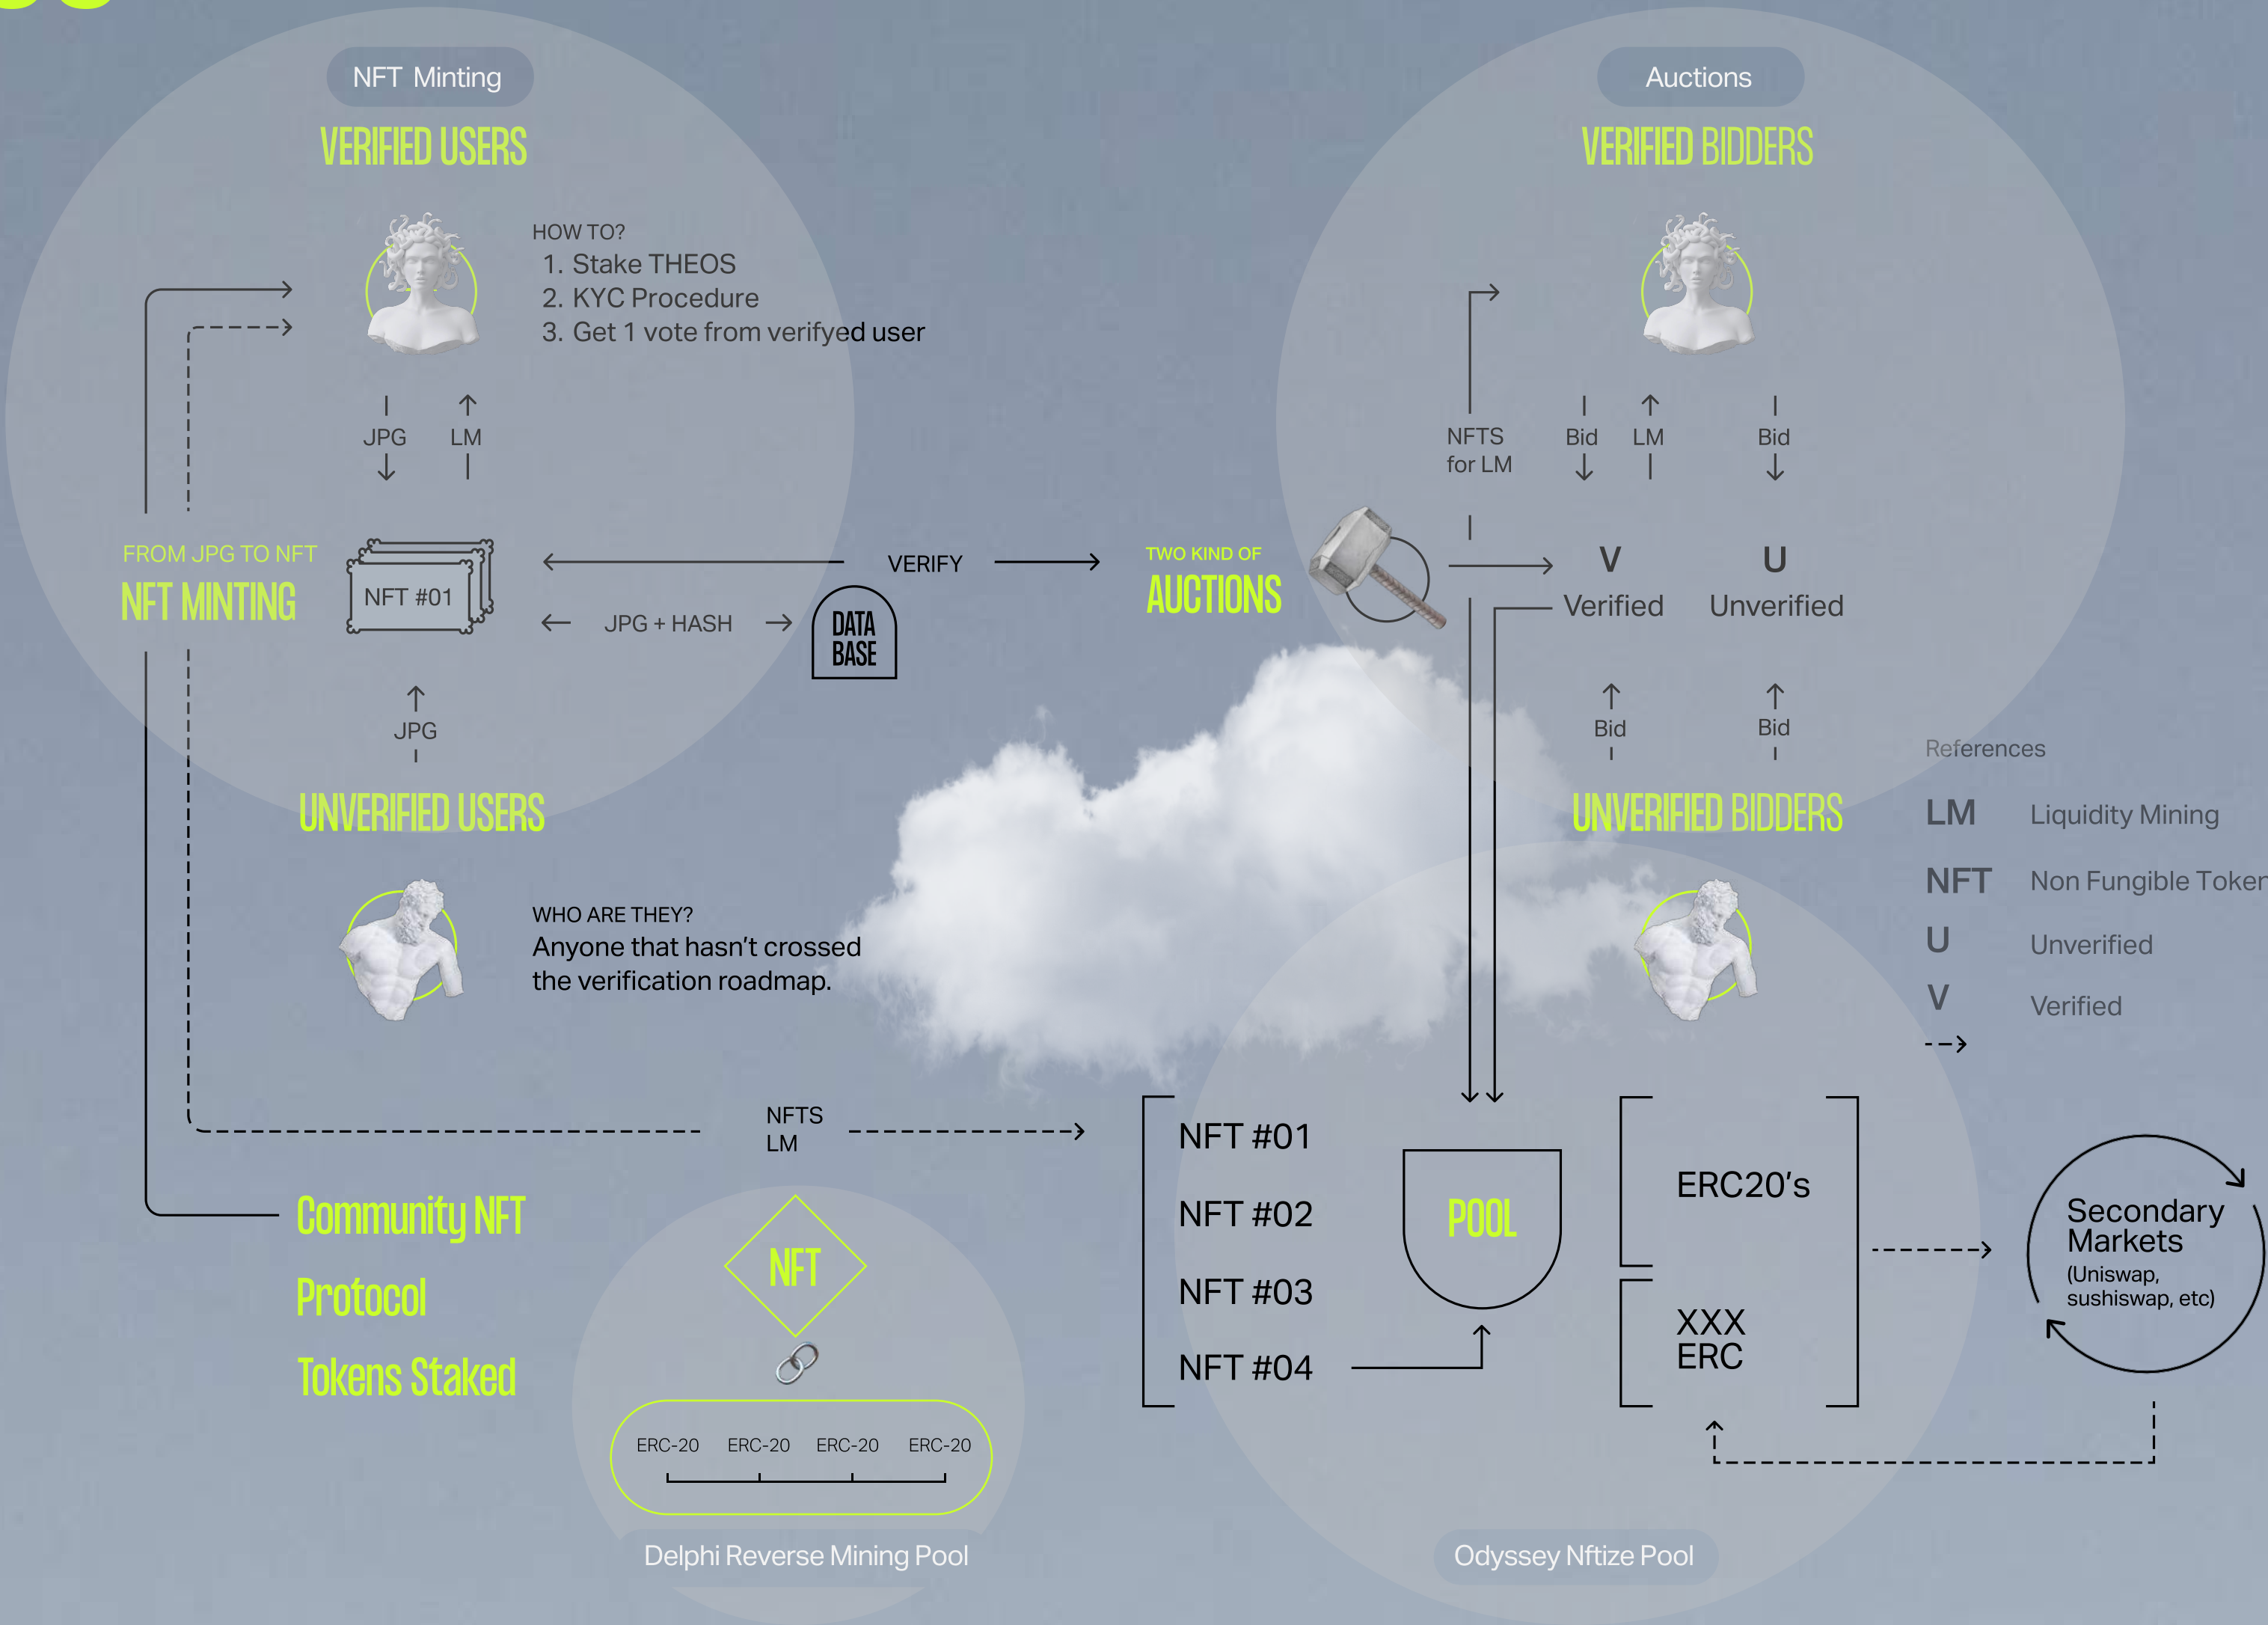 NFT Minting
VERIFIED USERS
HOW TO?
1. Stake THEOS
2. KYC Procedure
3. Get 1 vote from verifyed user
JPG
LM
FROM JPG TO NFT
NFT MINTING
NFT #01
VERIFY
JPG + HASH
DATA
BASE
JPG
UNVERIFIED USERS
WHO ARE THEY?
Anyone that hasn't crossed
the verification roadmap.
Auctions
VERIFIED BIDDERS
NFTS
for LM
Bid
LM
Bid
TWO KIND OF
AUCTIONS
V
Verified
U
Unverified
Bid
Bid
UNVERIFIED BIDDERS
References
LM Liquidity Mining
NFT Non Fungible Token
U Unverified
V Verified
NFTS
LM
Community NFT
Protocol
Tokens Staked
NFT
ERC-20 ERC-20 ERC-20 ERC-20
Delphi Reverse Mining Pool
NFT #01
NFT #02
NFT #03
NFT #04
POOL
ERC20's
XXX
ERC
Secondary
Markets
(Uniswap,
sushiswap, etc)
Odyssey Nftize Pool